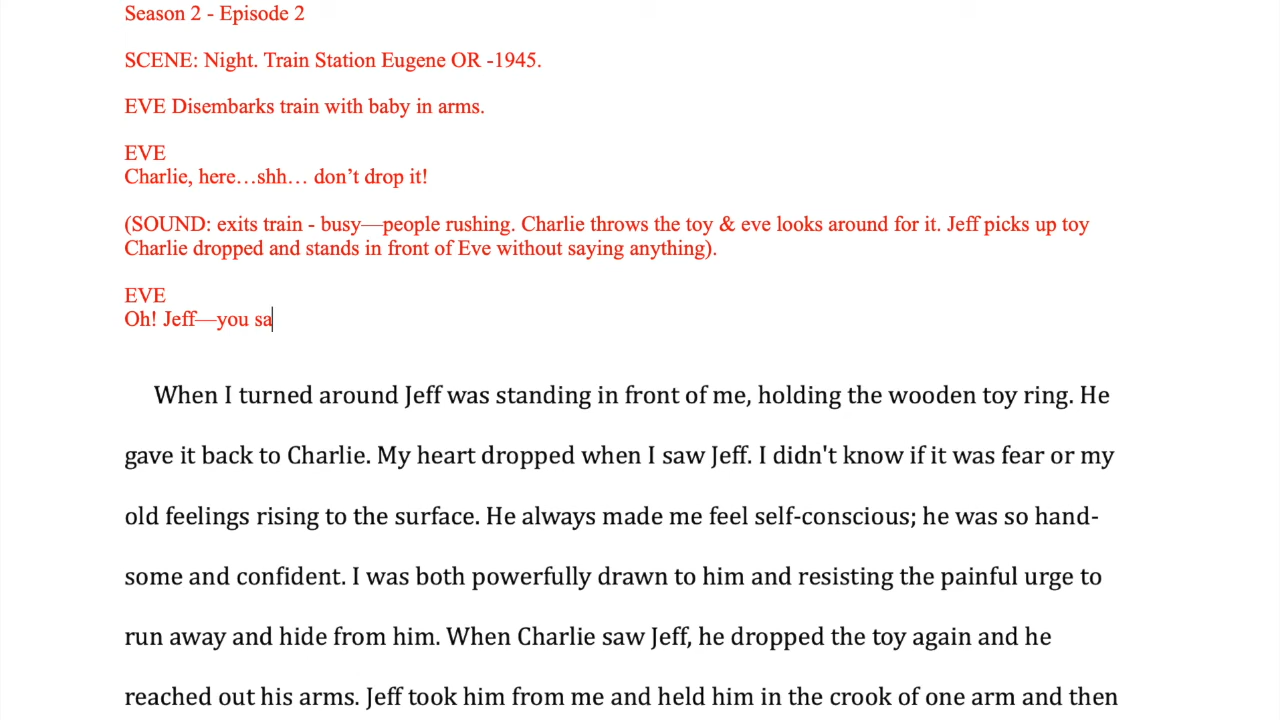 Season 2 - Episode 2
SCENE: Night. Train Station Eugene OR -1945.
EVE Disembarks train with baby in arms.
EVE
Charlie, here…shh… don’t drop it!
(SOUND: exits train - busy—people rushing. Charlie throws the toy & eve looks around for it. Jeff picks up toy
Charlie dropped and stands in front of Eve without saying anything).
EVE
Oh! Jeff—you sa
When I turned around Jeff was standing in front of me, holding the wooden toy ring. He
gave it back to Charlie. My heart dropped when I saw Jeff. I didn't know if it was fear or my
old feelings rising to the surface. He always made me feel self-conscious; he was so hand-
some and confident. I was both powerfully drawn to him and resisting the painful urge to
run away and hide from him. When Charlie saw Jeff, he dropped the toy again and he
reached out his arms. Jeff took him from me and held him in the crook of one arm and then